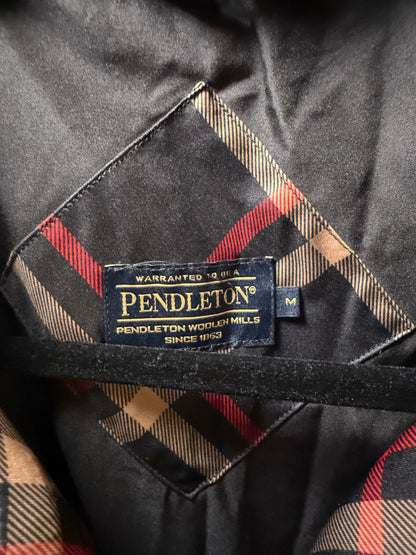 WARRANTED TO BE A
PENDLETON®
PENDLETON WOOLEN MILLS
SINCE 1863
M